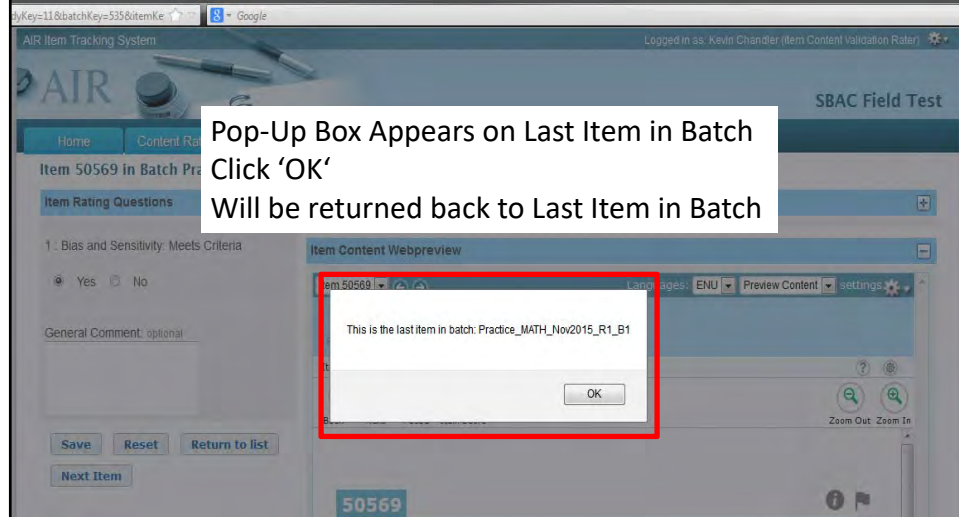 dyKey=11&batchKey=535&itemKe
8 - Google
AIR Item Tracking System
Logged in as: Kevin Chandler (Item Content Validation Rater)
AIR
SBAC Field Test
Pop-Up Box Appears on Last Item in Batch
Click ‘OK‘
Will be returned back to Last Item in Batch
Home Content Ra
Item 50569 in Batch Pra
Item Rating Questions
1 : Bias and Sensitivity: Meets Criteria
Yes No
General Comment: optional
Save Reset Return to list
Next Item
Item Content Webpreview
Item 50569
Languages: ENU Preview Content settings
This is the last item in batch: Practice_MATH_Nov2015_R1_B1
OK
Zoom Out Zoom In
50569